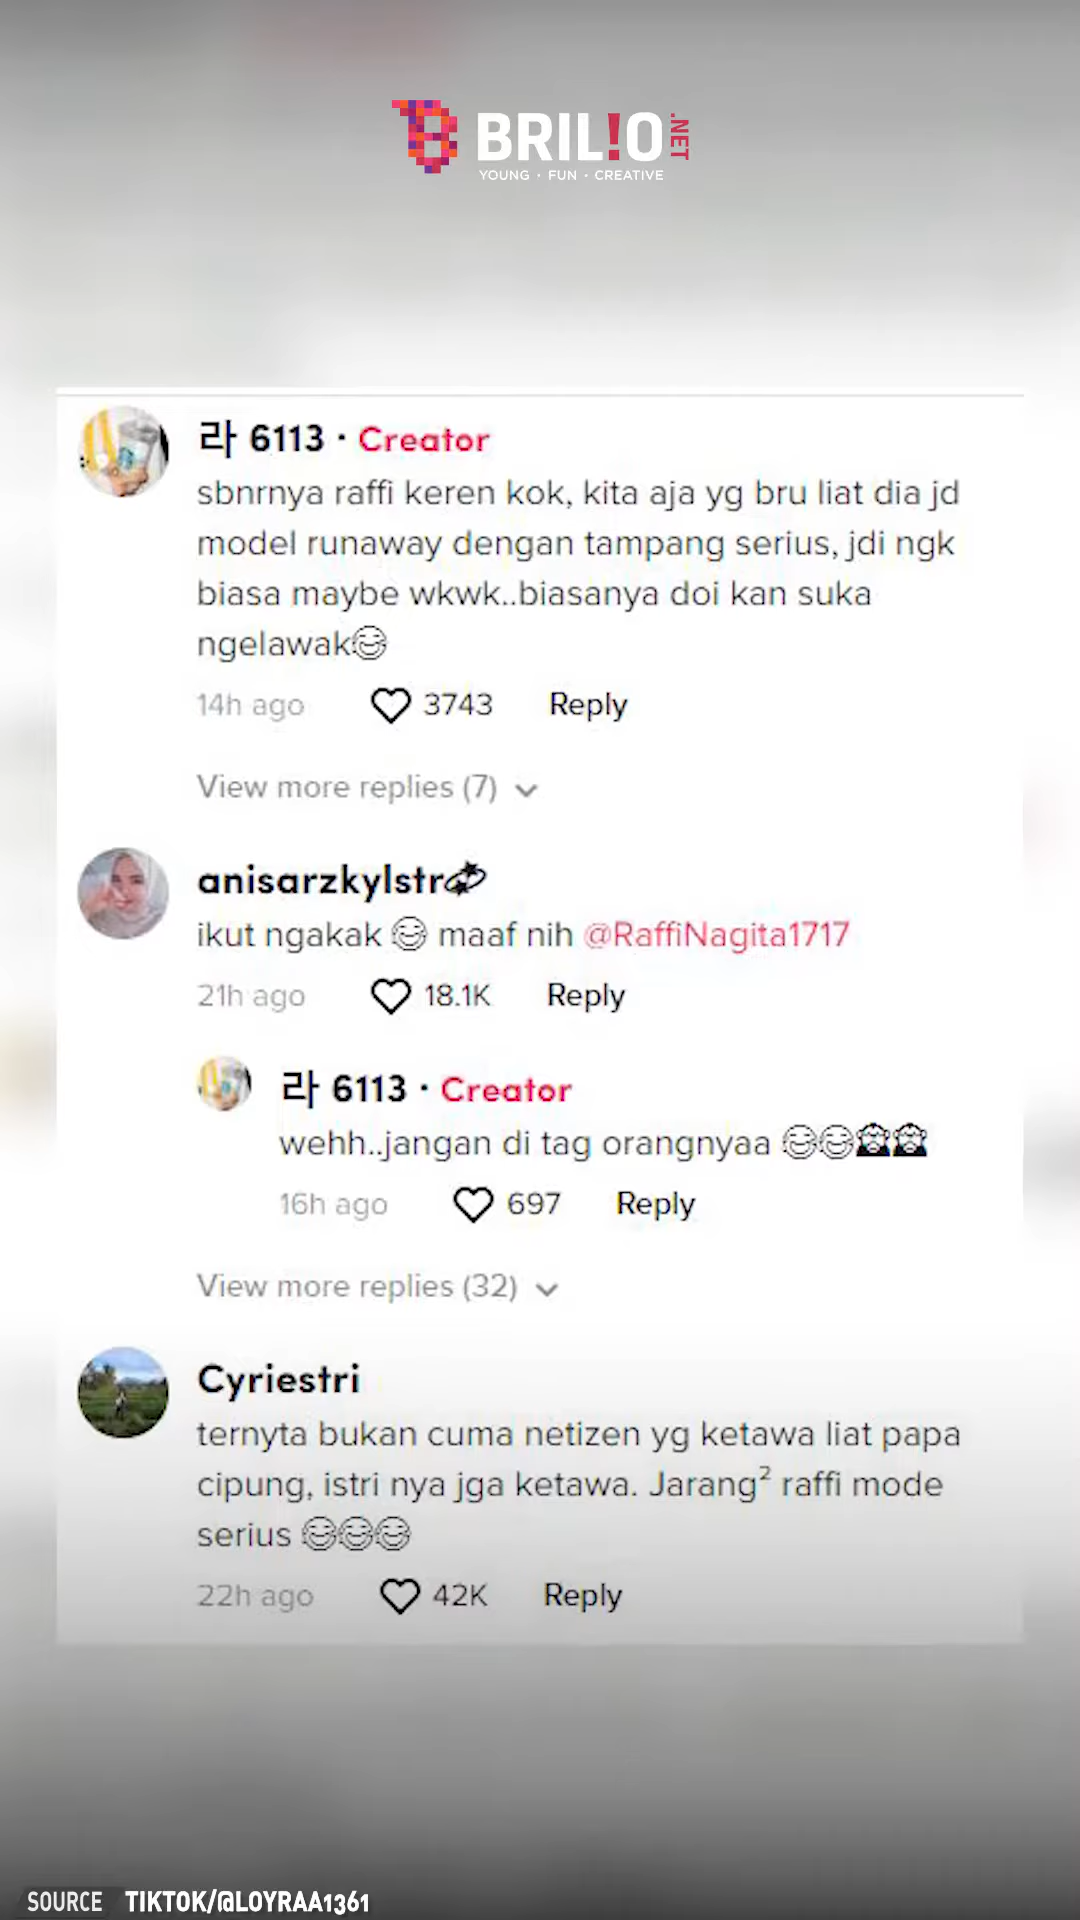 BRIL!O.NET
YOUNG · FUN · CREATIVE
라 6113 · Creator
sbnrnya raffi keren kok, kita aja yg bru liat dia jd
model runaway dengan tampang serius, jdi ngk
biasa maybe wkwk..biasanya doi kan suka
ngelawak😂
14h ago 3743 Reply
View more replies (7)
anisarzkylstr💫
ikut ngakak 😂 maaf nih @RaffiNagita1717
21h ago 18.1K Reply
라 6113 · Creator
wehh..jangan di tag orangnyaa 😂😂🙈🙈
16h ago 697 Reply
View more replies (32)
Cyriestri
ternyta bukan cuma netizen yg ketawa liat papa
cipung, istri nya jga ketawa. Jarang² raffi mode
serius 😂😂😂
22h ago 42K Reply
SOURCE TIKTOK/@LOYRAA1361